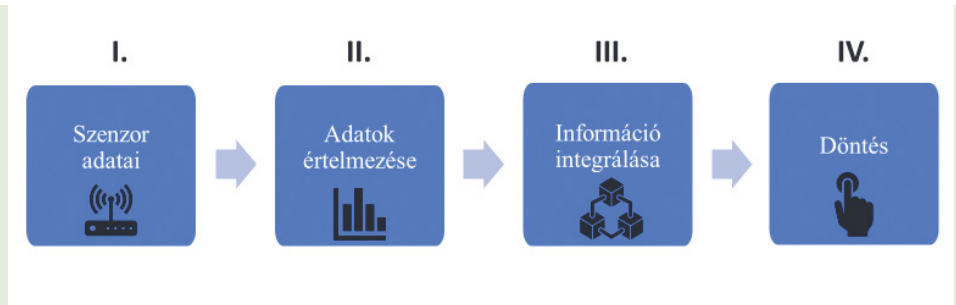 I.
II.
III.
IV.
Szenzor
adatai
Adatok
értelmezése
Információ
integrálása
Döntés